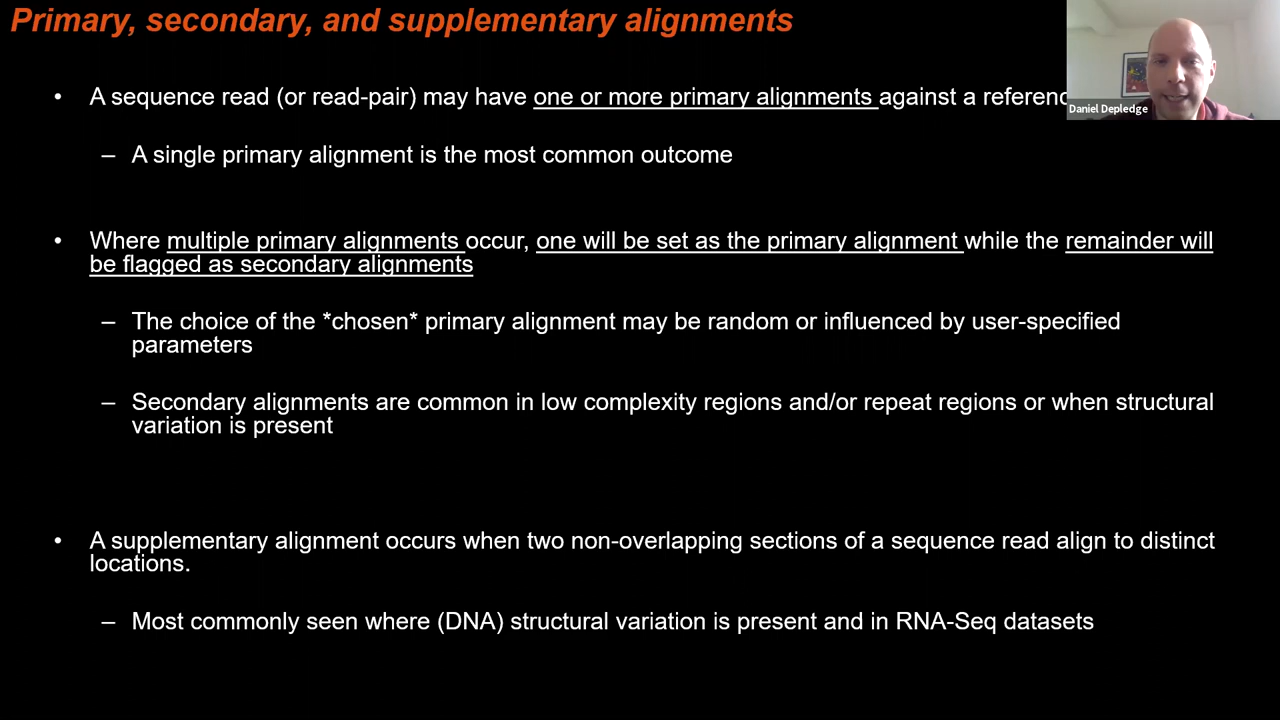 Primary, secondary, and supplementary alignments
• A sequence read (or read-pair) may have one or more primary alignments against a
Daniel Depledge
– A single primary alignment is the most common outcome
• Where multiple primary alignments occur, one will be set as the primary alignment while the remainder will
be flagged as secondary alignments
– The choice of the *chosen* primary alignment may be random or influenced by user-specified
parameters
– Secondary alignments are common in low complexity regions and/or repeat regions or when structural
variation is present
• A supplementary alignment occurs when two non-overlapping sections of a sequence read align to distinct
locations.
– Most commonly seen where (DNA) structural variation is present and in RNA-Seq datasets